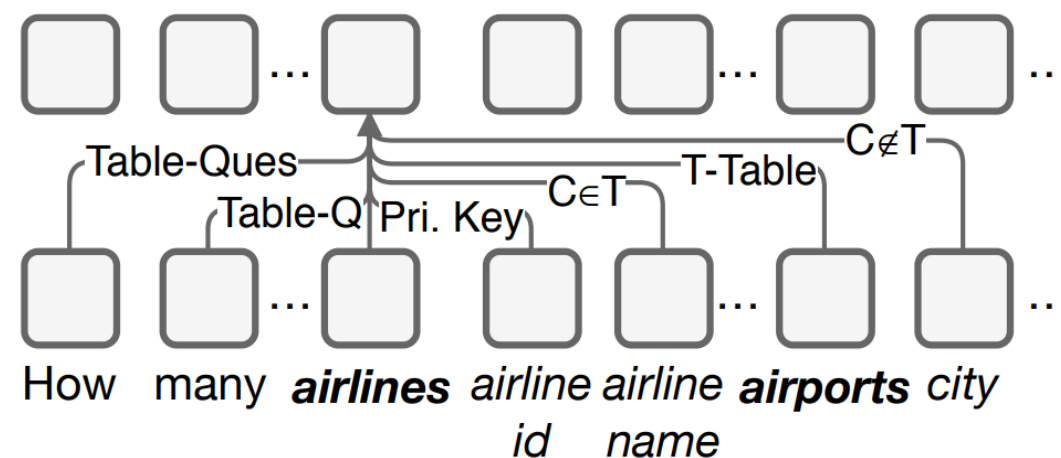 ... ... ..
C∉T
Table-Ques
T-Table
C∈T
Table-Q
Pri. Key
... ... ..
How many airlines airline airline airports city
id name